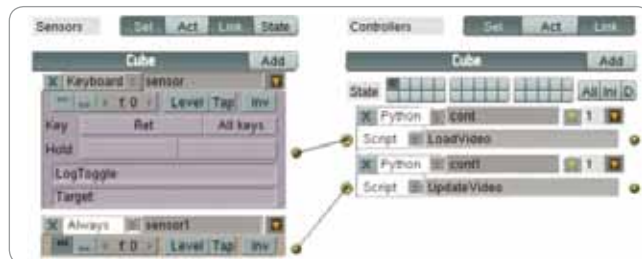 Sensors Sel Act Link State
Controllers Sel Act Link
Cube Add
Cube Add
X Keyboard sensor
f:0 Level Tap Inv
Key Ret All keys
Hold
LogToggle
Target
X Always sensor1
f:0 Level Tap Inv
State All Ini D
X Python cont 1
Script LoadVideo
X Python cont1 1
Script UpdateVideo